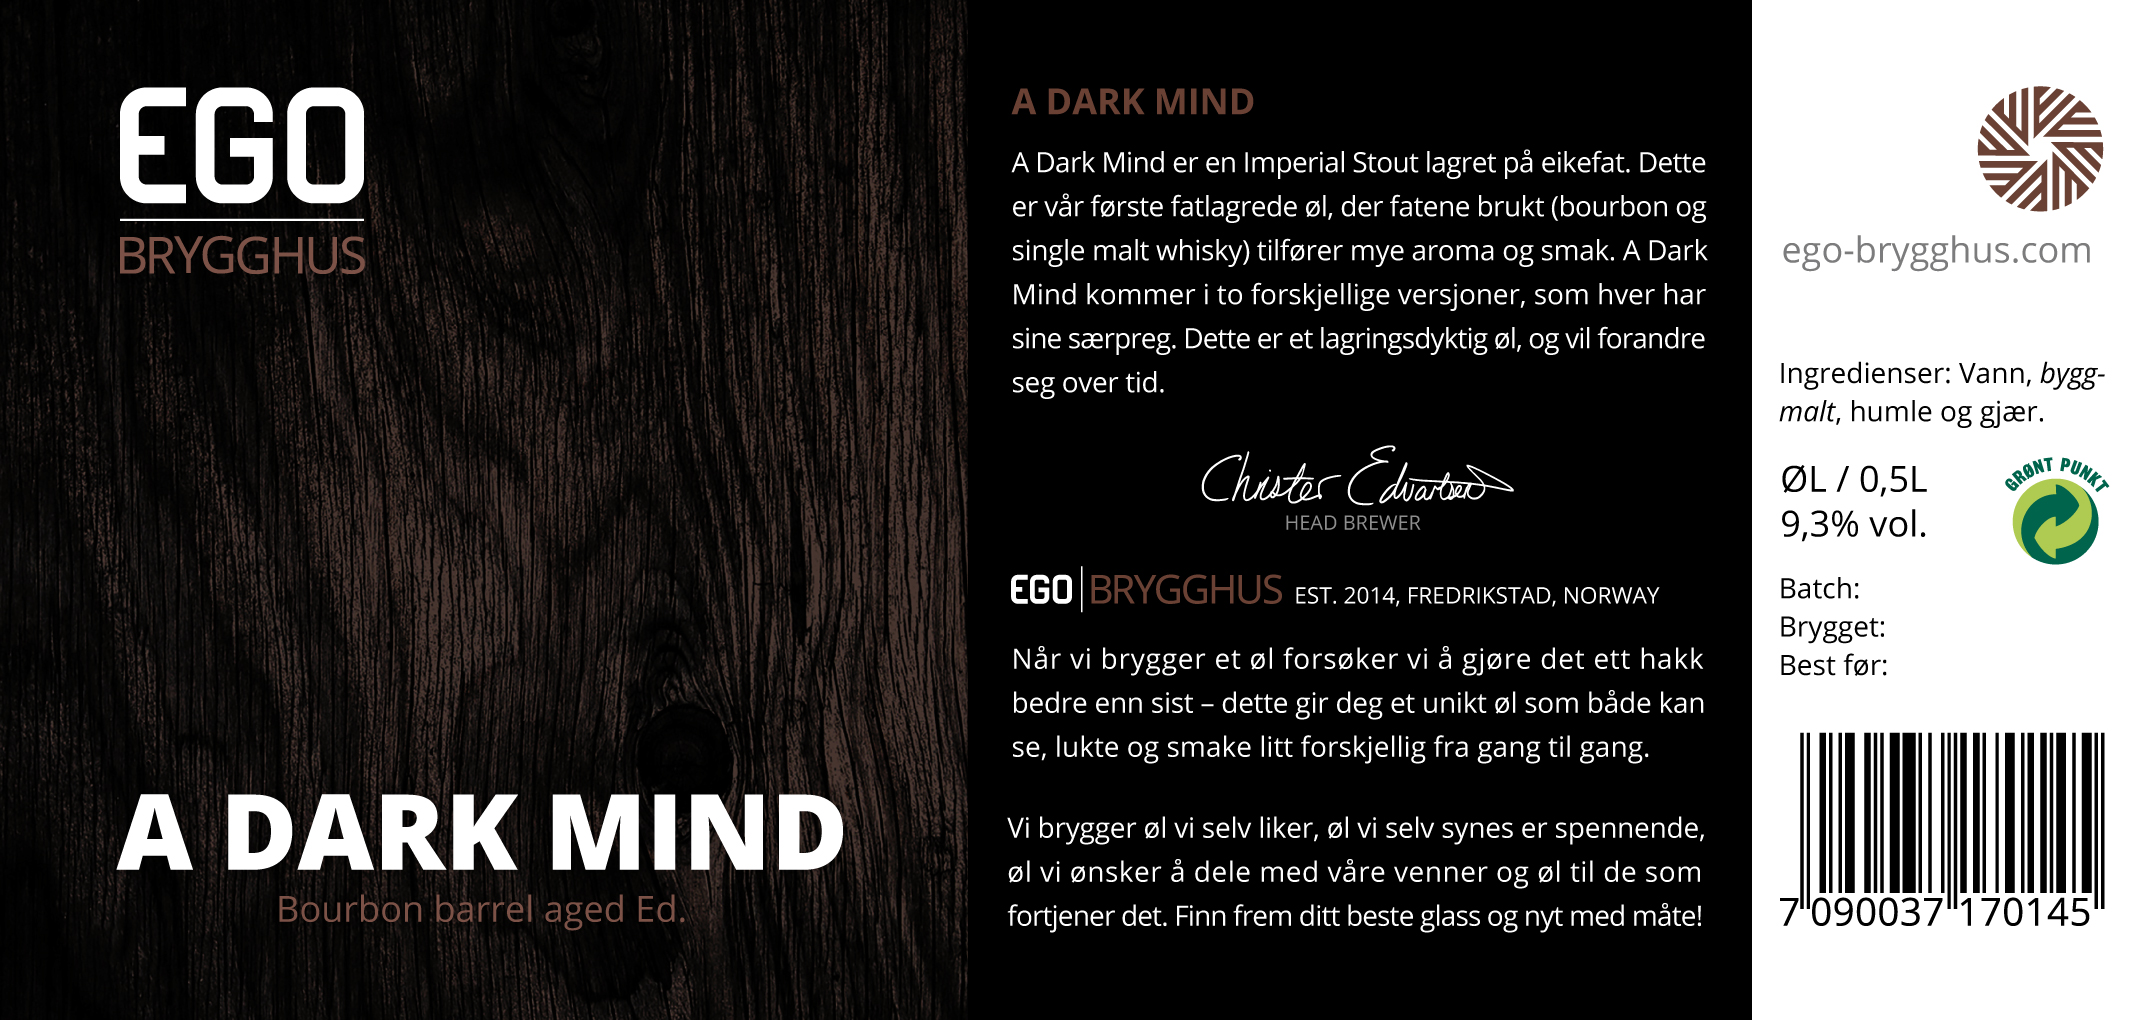 EGO
BRYGGHUS
A DARK MIND
Bourbon barrel aged Ed.
A DARK MIND
A Dark Mind er en Imperial Stout lagret på eikefat. Dette
er vår første fatlagrede øl, der fatene brukt (bourbon og
single malt whisky) tilfører mye aroma og smak. A Dark
Mind kommer i to forskjellige versjoner, som hver har
sine særpreg. Dette er et lagringsdyktig øl, og vil forandre
seg over tid.
Christer Edvartsen
HEAD BREWER
EGO BRYGGHUS EST. 2014, FREDRIKSTAD, NORWAY
Når vi brygger et øl forsøker vi å gjøre det ett hakk
bedre enn sist – dette gir deg et unikt øl som både kan
se, lukte og smake litt forskjellig fra gang til gang.
Vi brygger øl vi selv liker, øl vi selv synes er spennende,
øl vi ønsker å dele med våre venner og øl til de som
fortjener det. Finn frem ditt beste glass og nyt med måte!
ego-brygghus.com
Ingredienser: Vann, bygg-
malt, humle og gjær.
GRØNT PUNKT
ØL / 0,5L
9,3% vol.
Batch:
Brygget:
Best før:
7 090037 170145